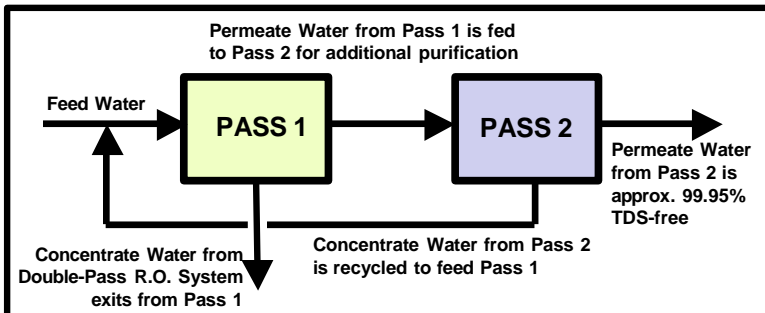 Permeate Water from Pass 1 is fed
to Pass 2 for additional purification
Feed Water
PASS 1
PASS 2
Permeate Water
from Pass 2 is
approx. 99.95%
TDS-free
Concentrate Water from
Double-Pass R.O. System
exits from Pass 1
Concentrate Water from Pass 2
is recycled to feed Pass 1